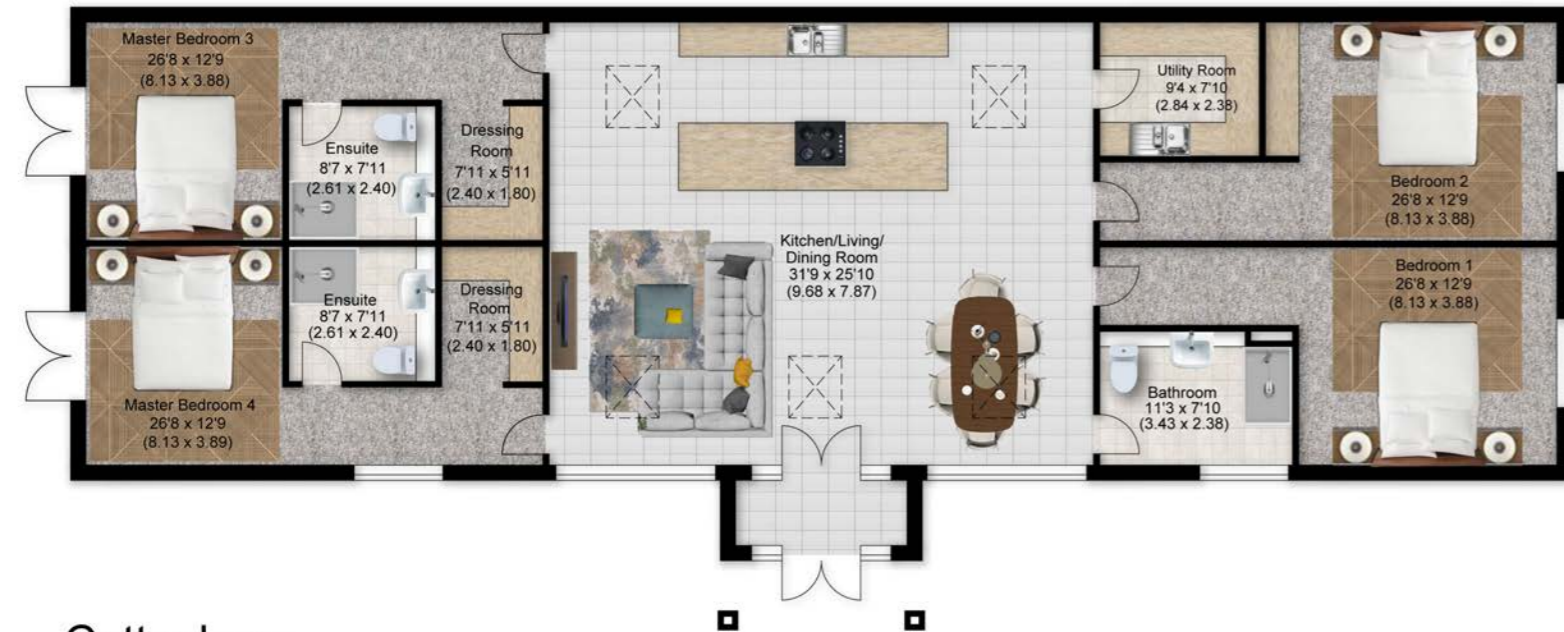 Master Bedroom 3
26'8 x 12'9
(8.13 x 3.88)
Ensuite
8'7 x 7'11
(2.61 x 2.40)
Dressing
Room
7'11 x 5'11
(2.40 x 1.80)
Utility Room
9'4 x 7'10
(2.84 x 2.38)
Bedroom 2
26'8 x 12'9
(8.13 x 3.88)
Kitchen/Living/
Dining Room
31'9 x 25'10
(9.68 x 7.87)
Ensuite
8'7 x 7'11
(2.61 x 2.40)
Dressing
Room
7'11 x 5'11
(2.40 x 1.80)
Bedroom 1
26'8 x 12'9
(8.13 x 3.88)
Master Bedroom 4
26'8 x 12'9
(8.13 x 3.89)
Bathroom
11'3 x 7'10
(3.43 x 2.38)